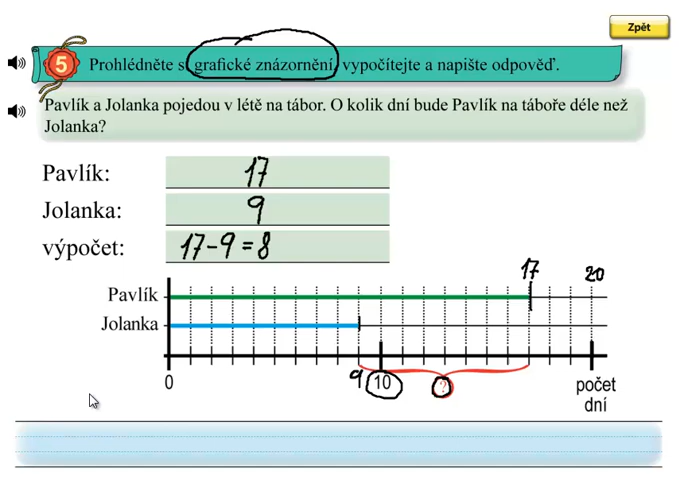 Zpět
5 Prohlédněte si grafické znázornění, vypočítejte a napište odpověď.
Pavlík a Jolanka pojedou v létě na tábor. O kolik dní bude Pavlík na táboře déle než
Jolanka?
Pavlík: 17
Jolanka: 9
výpočet: 17-9=8
17 20
Pavlík
Jolanka
0 9 10 ? počet
dní